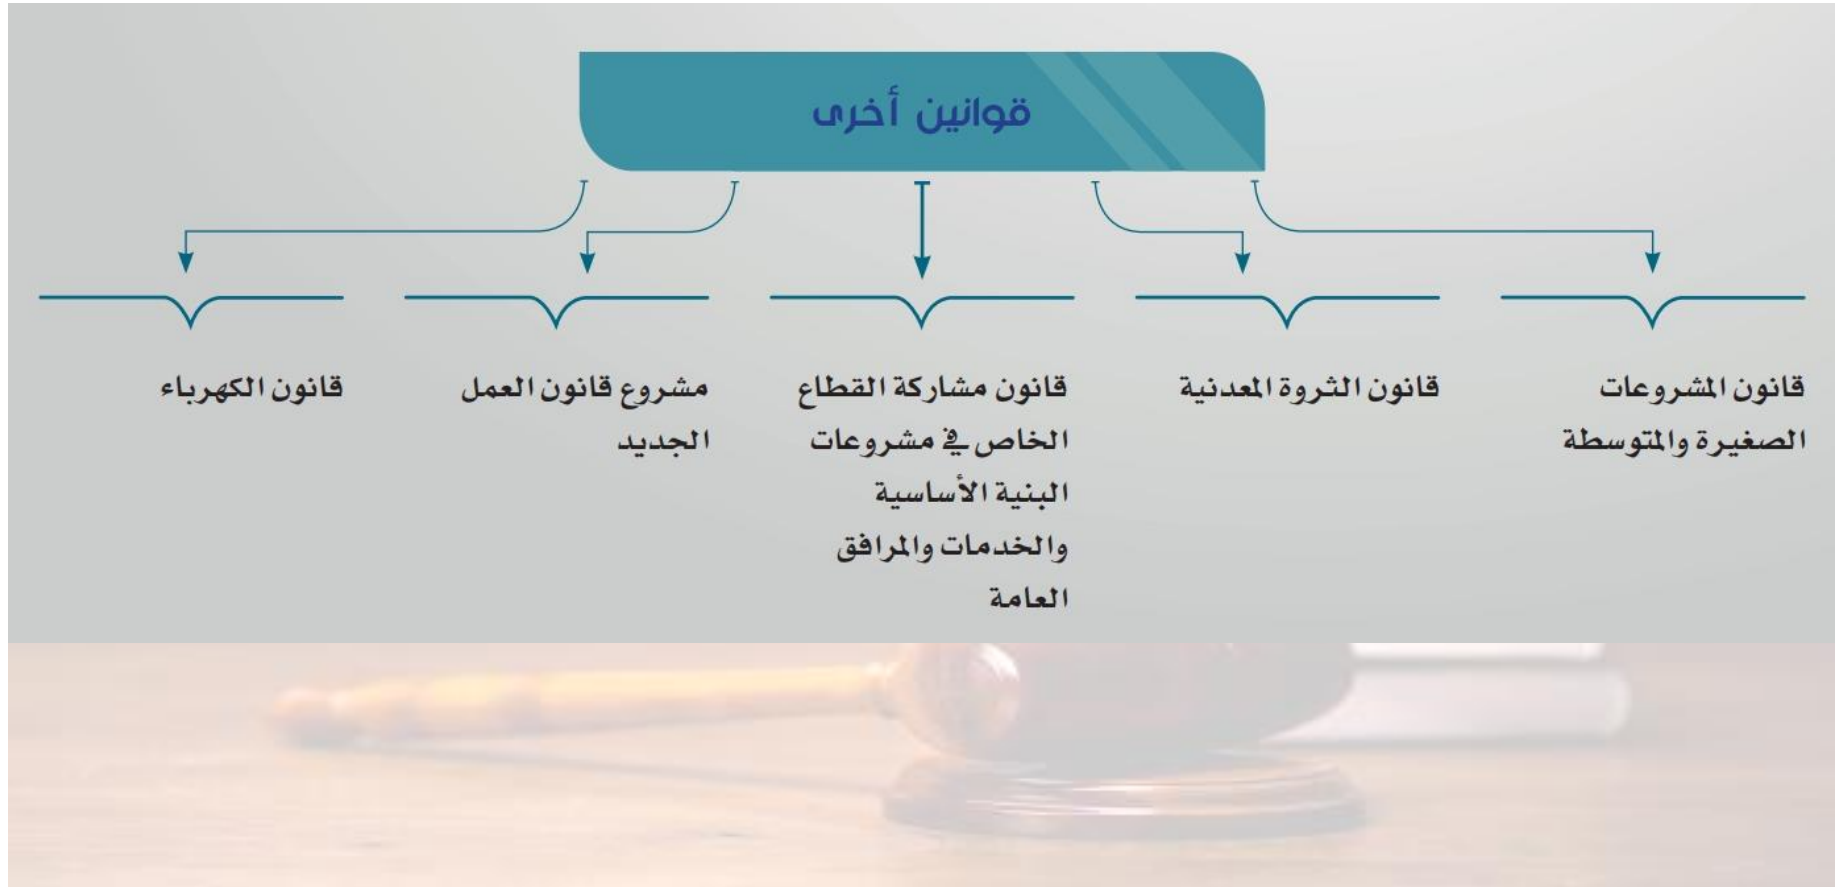 قوانين أخرى
قانون المشروعات
الصغيرة والمتوسطة
قانون الثروة المعدنية
قانون مشاركة القطاع
الخاص في مشروعات
البنية الأساسية
والخدمات والمرافق
العامة
مشروع قانون العمل
الجديد
قانون الكهرباء